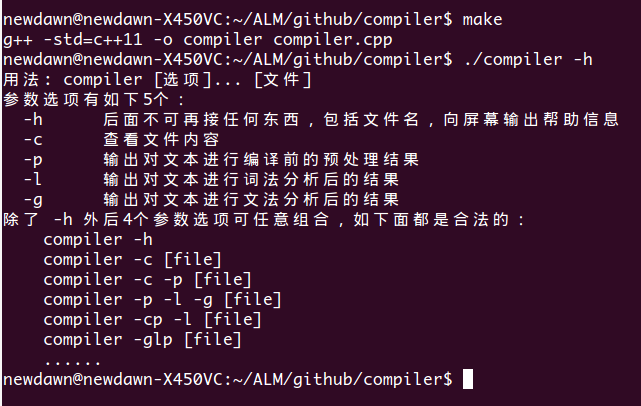 newdawn@newdawn-X450VC:~/ALM/github/compiler$ make
g++ -std=c++11 -o compiler compiler.cpp
newdawn@newdawn-X450VC:~/ALM/github/compiler$ ./compiler -h
用法: compiler [选项]... [文件]
参数选项有如下5个：
  -h      后面不可再接任何东西，包括文件名，向屏幕输出帮助信息
  -c      查看文件内容
  -p      输出对文本进行编译前的预处理结果
  -l      输出对文本进行词法分析后的结果
  -g      输出对文本进行文法分析后的结果
除了 -h 外后4个参数选项可任意组合，如下面都是合法的：
    compiler -h
    compiler -c [file]
    compiler -c -p [file]
    compiler -p -l -g [file]
    compiler -cp -l [file]
    compiler -glp [file]
    ......
newdawn@newdawn-X450VC:~/ALM/github/compiler$